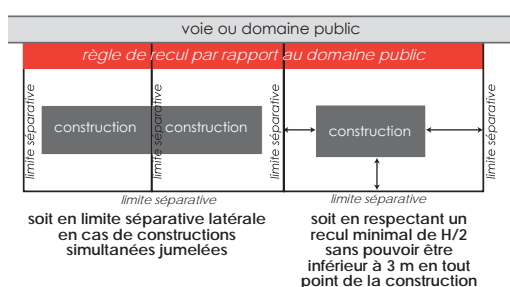 voie ou domaine public
règle de recul par rapport au domaine public
limite séparative
construction
limite séparative
construction
limite séparative
construction
limite séparative
limite séparative
limite séparative
soit en limite séparative latérale
en cas de constructions
simultanées jumelées
soit en respectant un
recul minimal de H/2
sans pouvoir être
inférieur à 3 m en tout
point de la construction